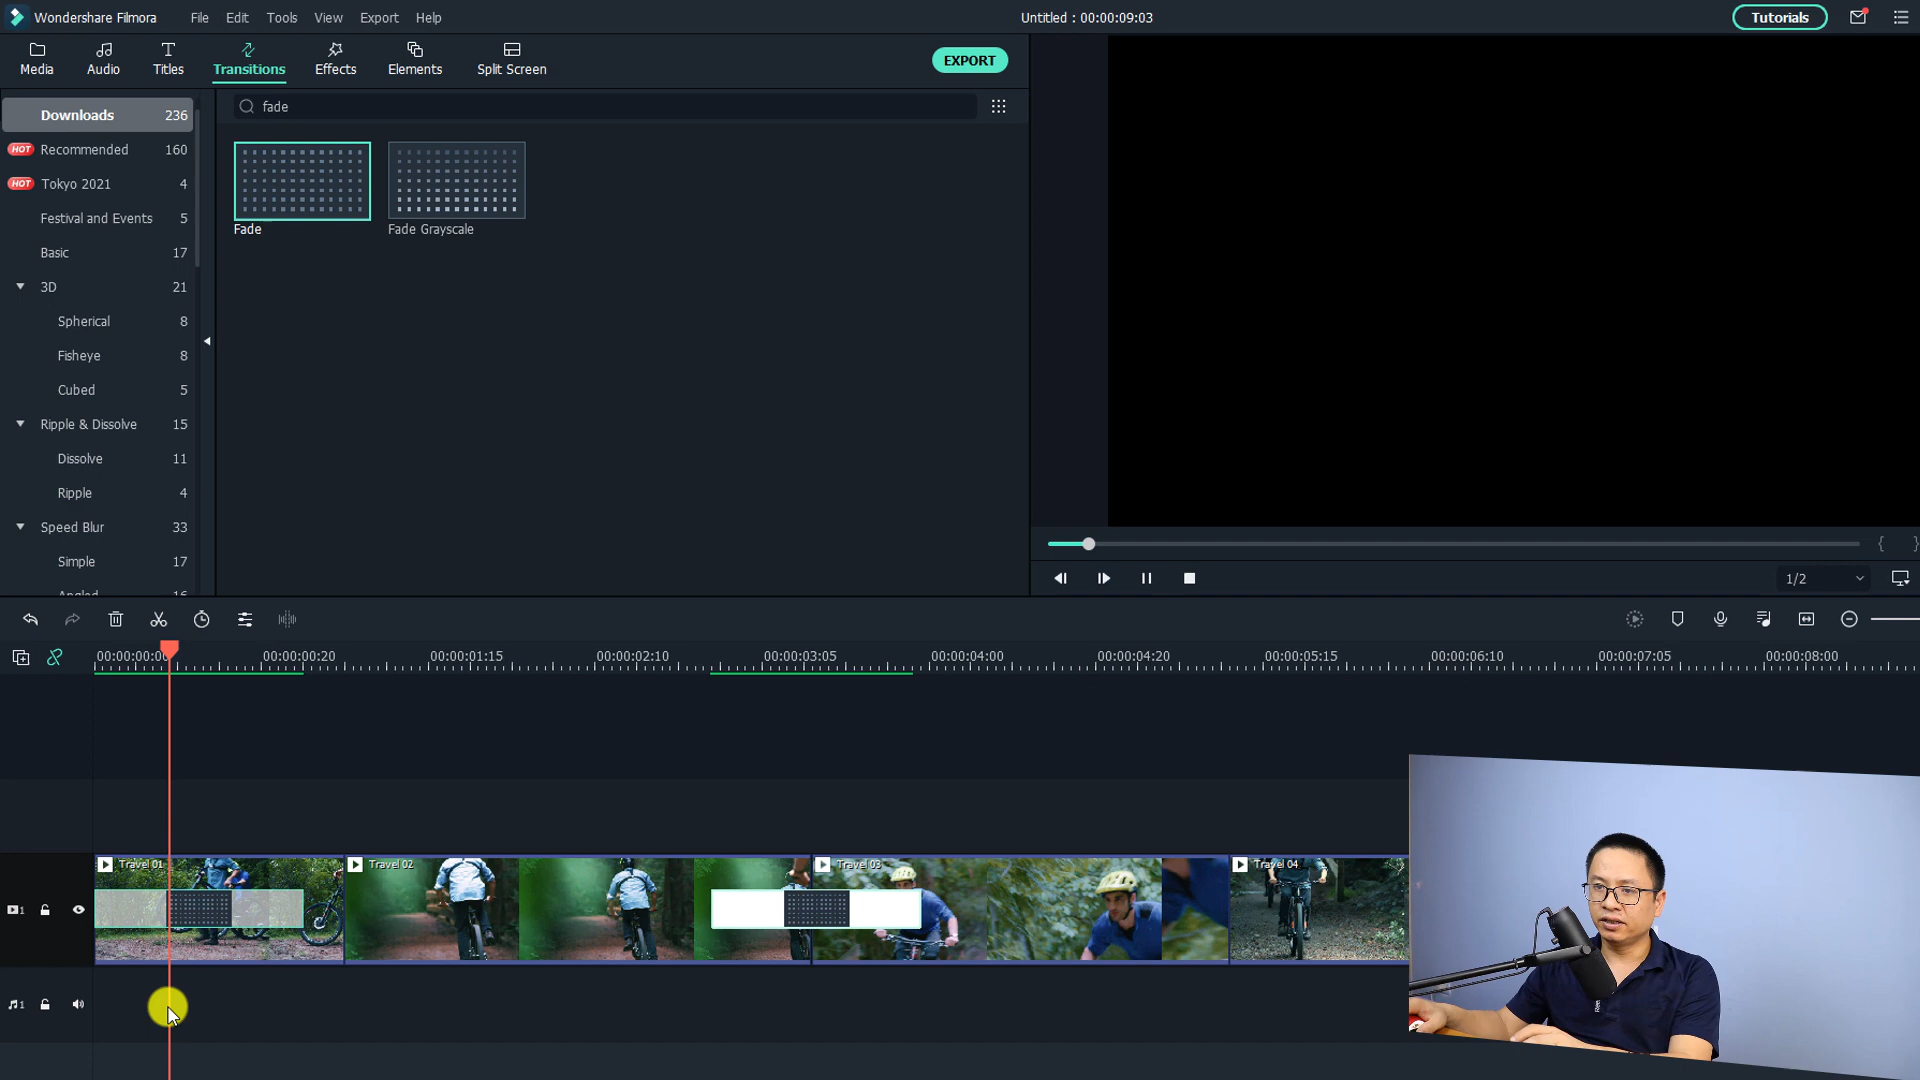 Wondershare Filmora File Edit Tools View Export Help Untitled : 00:00:09:03 Tutorials
Media Audio Titles Transitions Effects Elements Split Screen EXPORT
Downloads 236
fade
HOT Recommended 160
HOT Tokyo 2021 4
Festival and Events 5
Fade Fade Grayscale
Basic 17
3D 21
Spherical 8
Fisheye 8
Cubed 5
Ripple & Dissolve 15
Dissolve 11
Ripple 4
Speed Blur 33
Simple 17
Angled 16
{ }
1/2
00:00:00:00 00:00:00:20 00:00:01:15 00:00:02:10 00:00:03:05 00:00:04:00 00:00:04:20 00:00:05:15 00:00:06:10 00:00:07:05 00:00:08:00
Travel 01 Travel 02 Travel 03 Travel 04
1
1